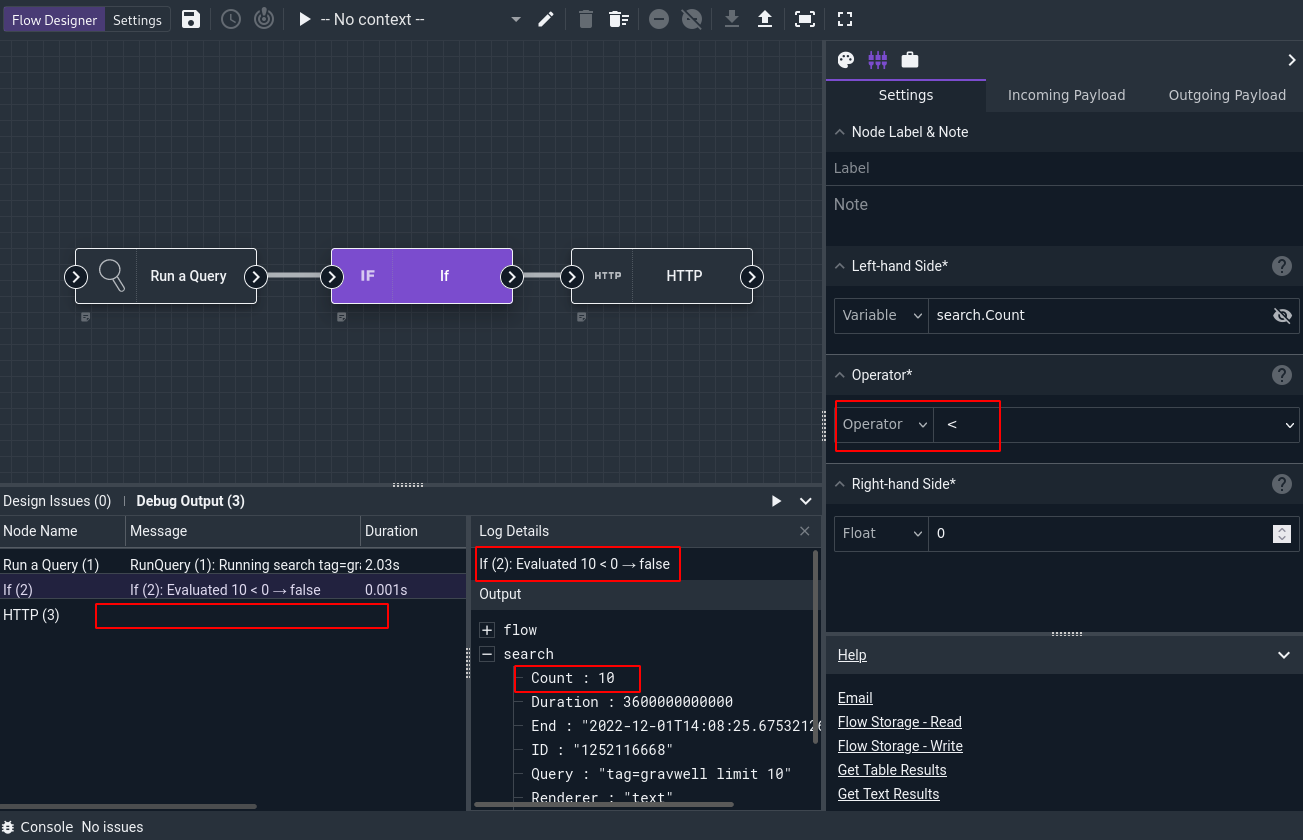 Flow Designer Settings -- No context --
Settings Incoming Payload Outgoing Payload
Node Label & Note
Label
Note
Run a Query IF If HTTP HTTP
Left-hand Side*
Variable search.Count
Operator*
Operator <
Right-hand Side*
Float 0
Design Issues (0) Debug Output (3)
Node Name Message Duration
Run a Query (1) RunQuery (1): Running search tag=gra 2.03s
If (2) If (2): Evaluated 10 < 0 → false 0.001s
HTTP (3)
Log Details
If (2): Evaluated 10 < 0 → false
Output
flow
search
Count : 10
Duration : 3600000000000
End : "2022-12-01T14:08:25.67532126
ID : "1252116668"
Query : "tag=gravwell limit 10"
Renderer : "text"
Help
Email
Flow Storage - Read
Flow Storage - Write
Get Table Results
Get Text Results
Console No issues